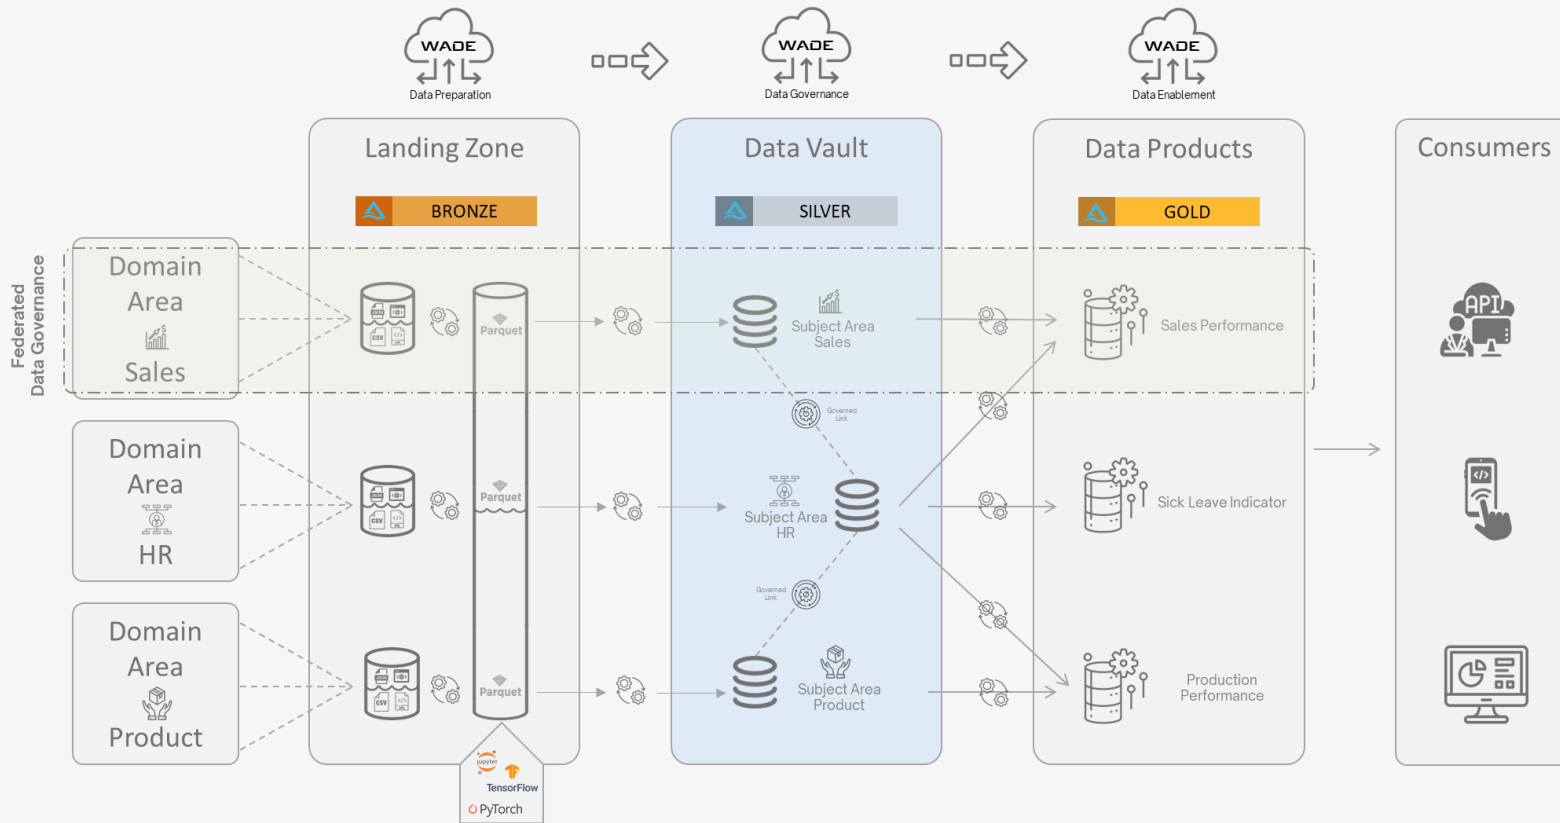 WADE
Data Preparation
WADE
Data Governance
WADE
Data Enablement
Landing Zone
Data Vault
Data Products
Consumers
BRONZE
SILVER
GOLD
Federated
Data Governance
Domain
Area
Sales
CSV
Parquet
Subject Area
Sales
Sales Performance
API
Governed
Link
Domain
Area
HR
CSV
Parquet
Subject Area
HR
Sick Leave Indicator
</>
Governed
Link
Domain
Area
Product
CSV
Parquet
Subject Area
Product
Production
Performance
jupyter
TensorFlow
PyTorch